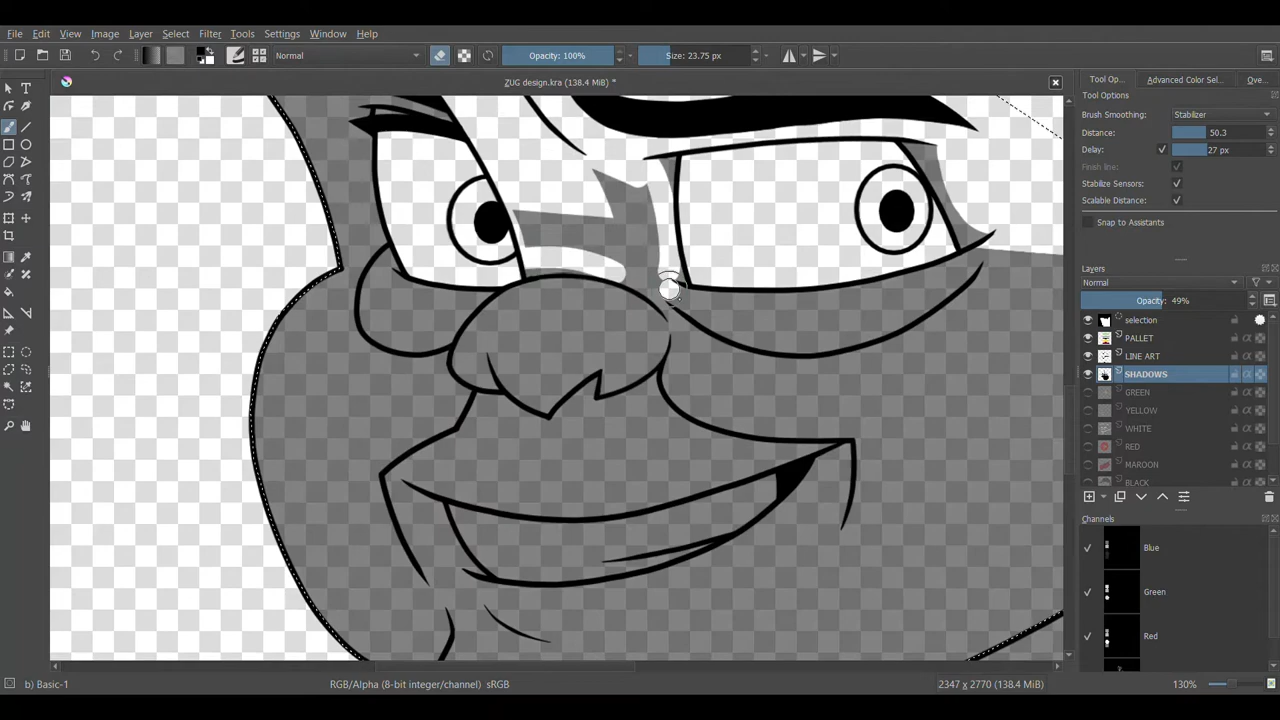 File Edit View Image Layer Select Filter Tools Settings Window Help
Normal Opacity: 100% Size: 23.75 px
ZUG design.kra (138.4 MiB) *
Tool Op... Advanced Color Sel... Ove...
Tool Options
Brush Smoothing: Stabilizer
Distance: 50.3
Delay: 27 px
Finish line:
Stabilize Sensors:
Scalable Distance:
Snap to Assistants
Layers
Normal
Opacity: 49%
selection
PALLET
LINE ART
SHADOWS
GREEN
YELLOW
WHITE
RED
MAROON
BLACK
Channels
Blue
Green
Red
b) Basic-1 RGB/Alpha (8-bit integer/channel) sRGB 2347 x 2770 (138.4 MiB) 130%